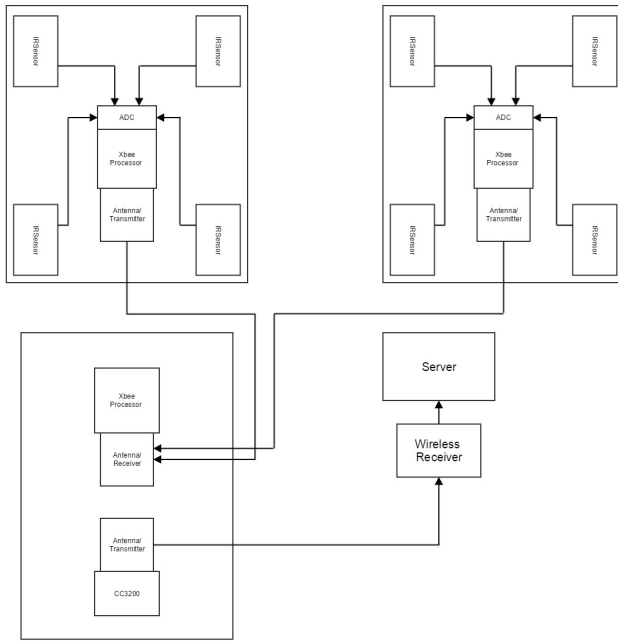 IRSensor
IRSensor
ADC
Xbee
Processor
Antenna/
Transmitter
IRSensor
IRSensor
IRSensor
IRSensor
ADC
Xbee
Processor
Antenna/
Transmitter
IRSensor
IRSensor
Xbee
Processor
Antenna/
Receiver
Antenna/
Transmitter
CC3200
Server
Wireless
Receiver